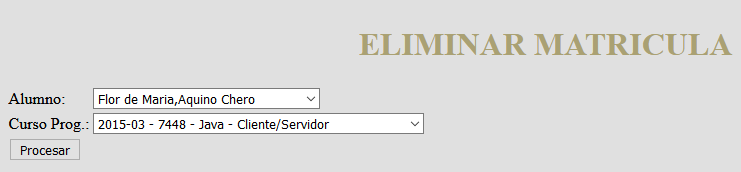 ELIMINAR MATRICULA
Alumno: Flor de Maria,Aquino Chero
Curso Prog.: 2015-03 - 7448 - Java - Cliente/Servidor
Procesar